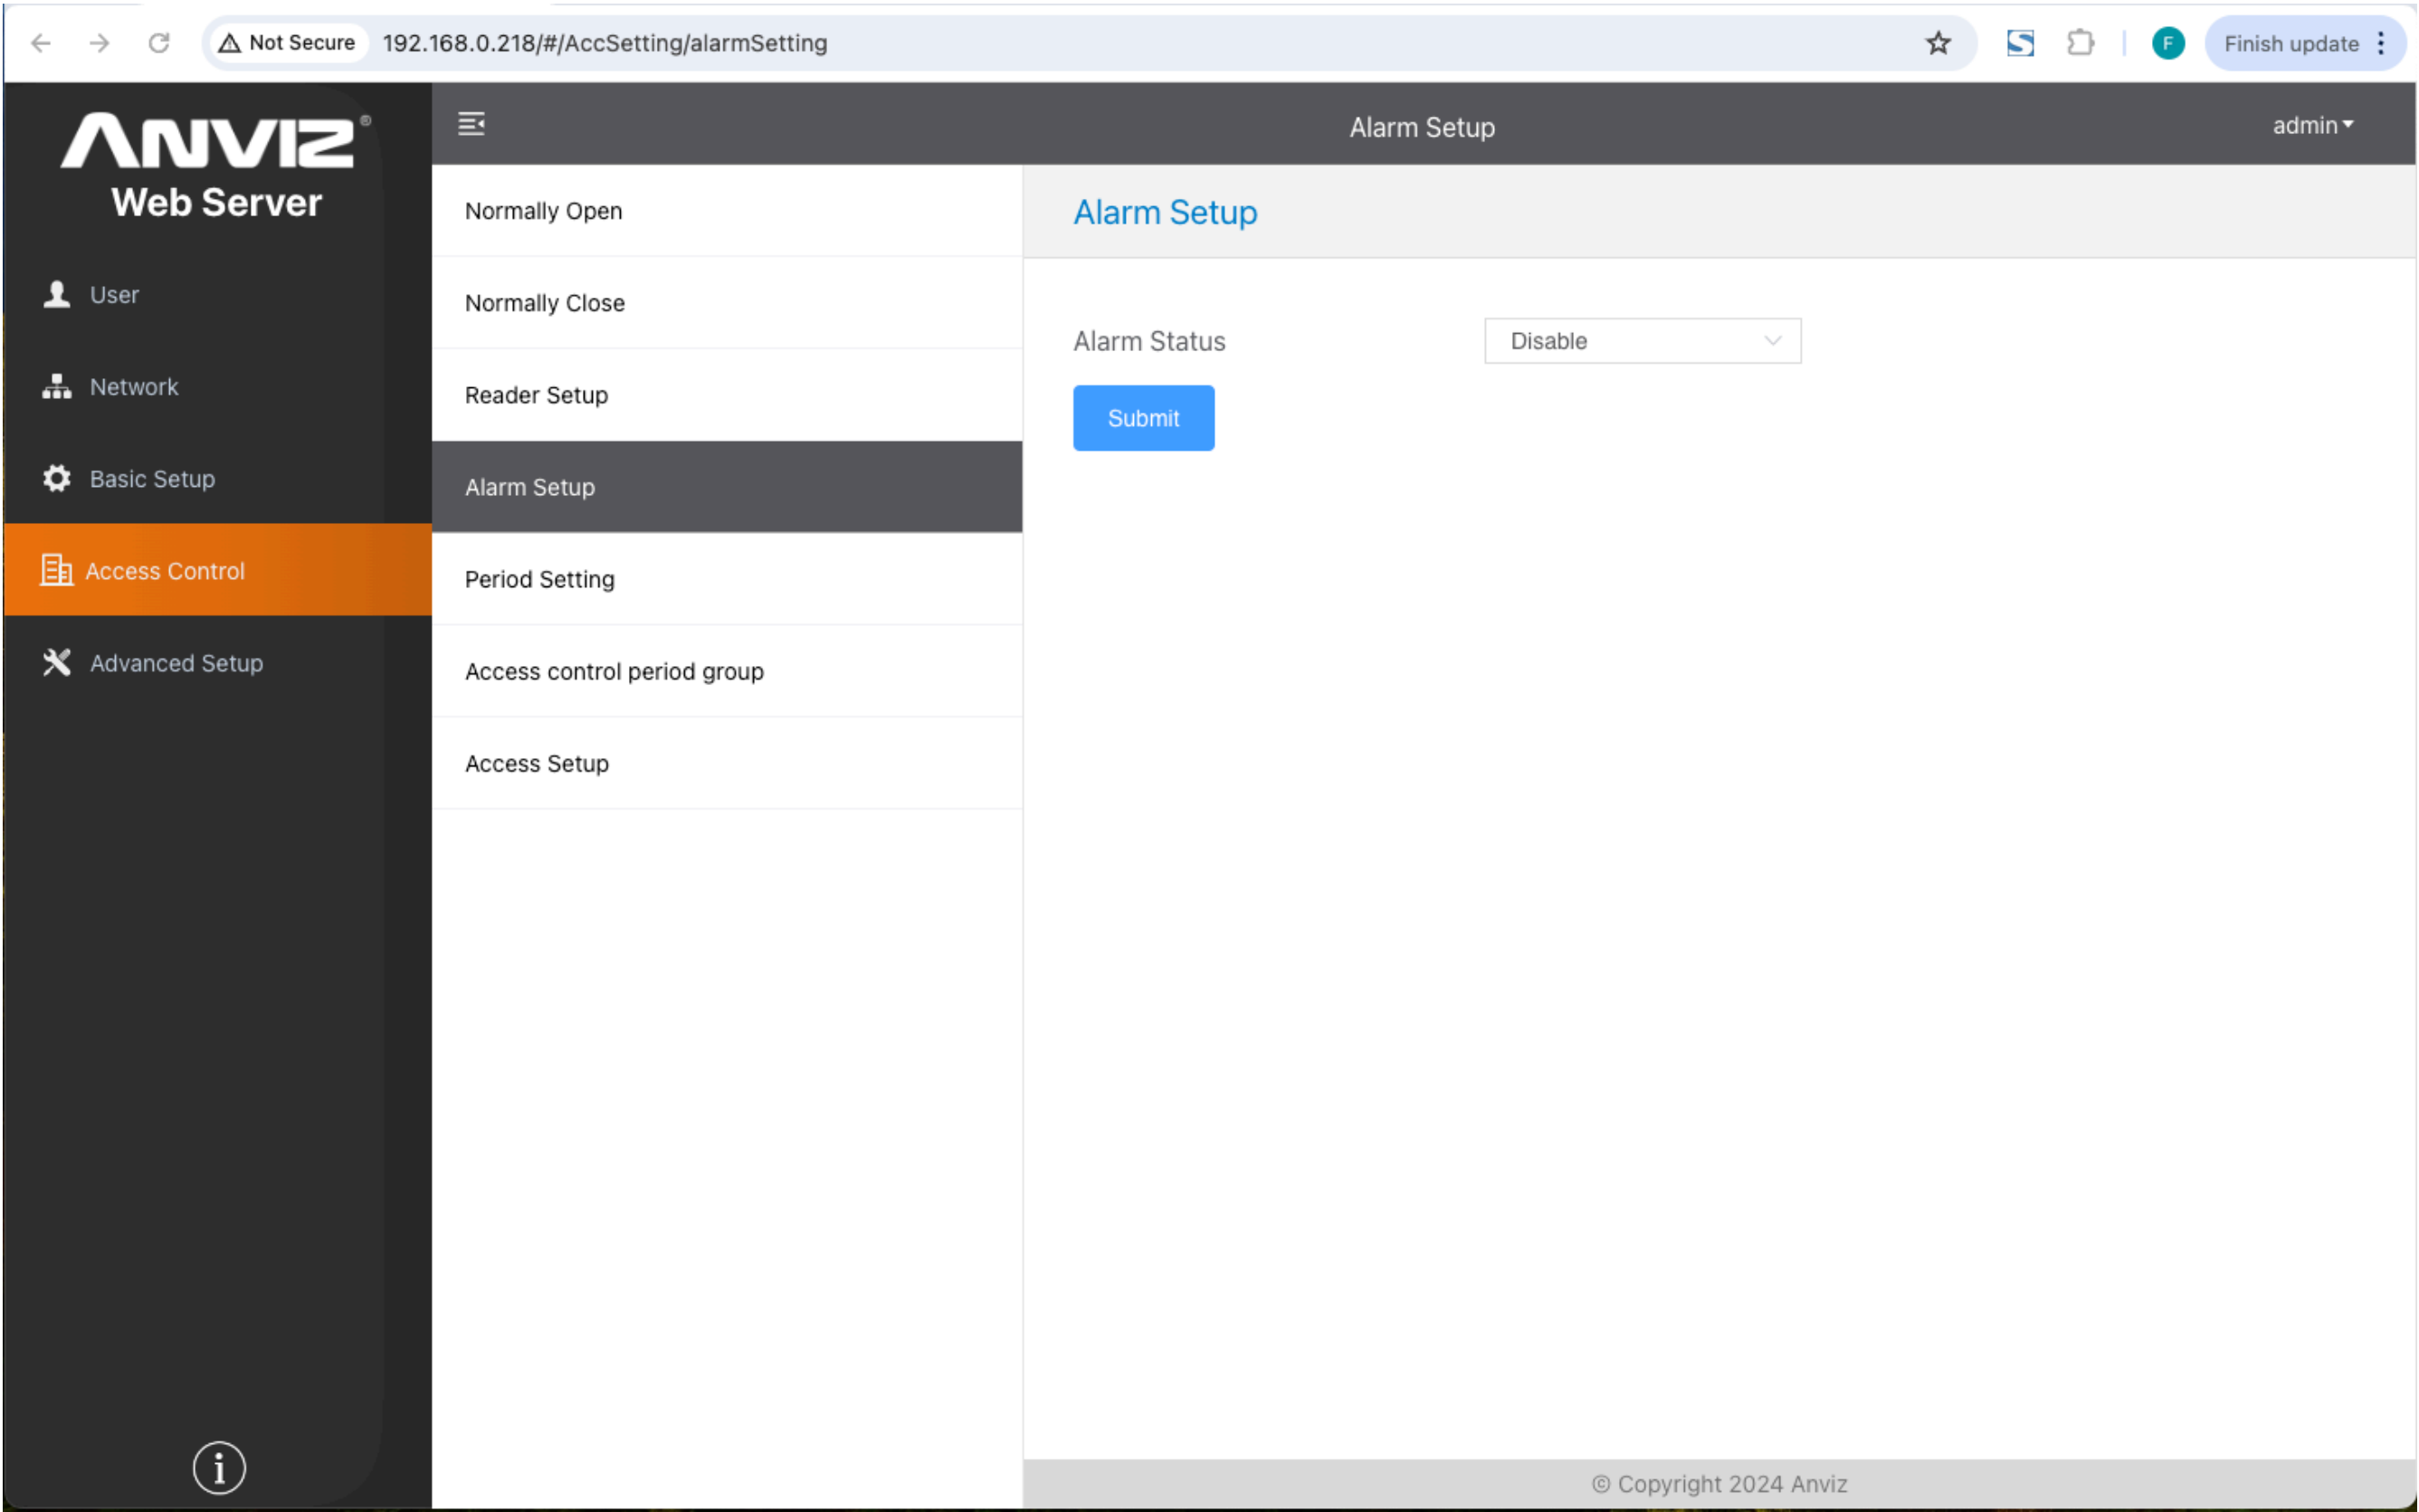 Not Secure 192.168.0.218/#/AccSetting/alarmSetting
F
Finish update
ANVIZ®
Web Server
User
Network
Basic Setup
Access Control
Advanced Setup
Alarm Setup
admin
Normally Open
Normally Close
Reader Setup
Alarm Setup
Period Setting
Access control period group
Access Setup
Alarm Setup
Alarm Status
Disable
Submit
© Copyright 2024 Anviz